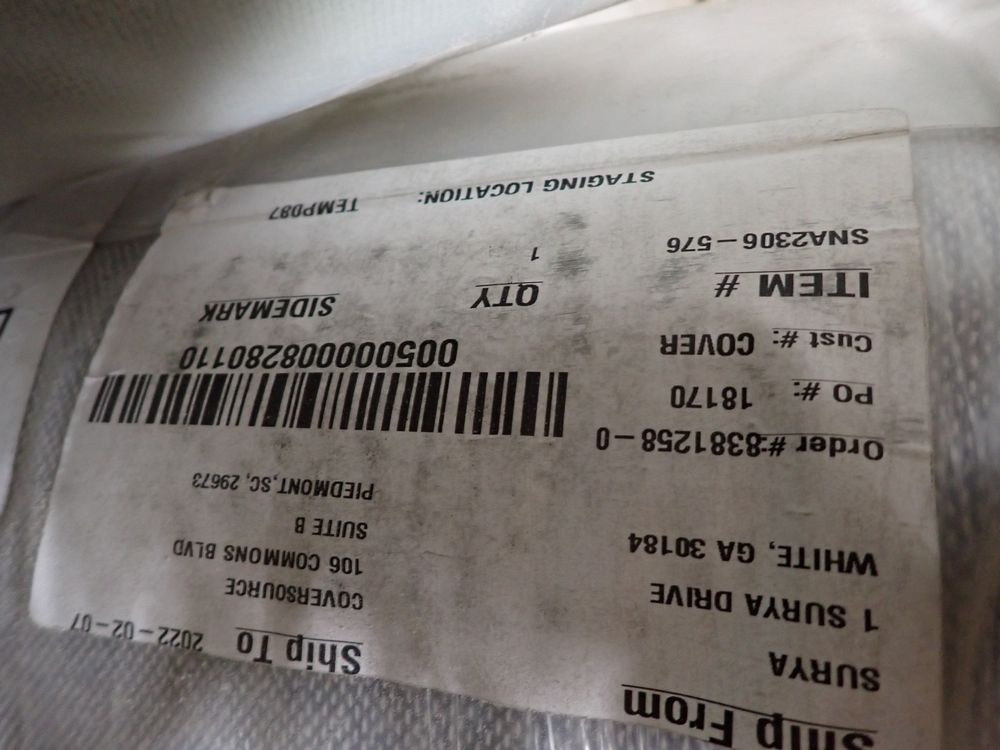 Ship From
SURYA
1 SURYA DRIVE
WHITE, GA 30184
Ship To 2022-02-07
COVERSOURCE
106 COMMONS BLVD
SUITE B
PIEDMONT,SC, 29673
Order #:8381258-0
PO #: 18170
Cust #: COVER
00500008280110
ITEM # QTY SIDEMARK
SNA2306-576 1
STAGING LOCATION: TEMP087